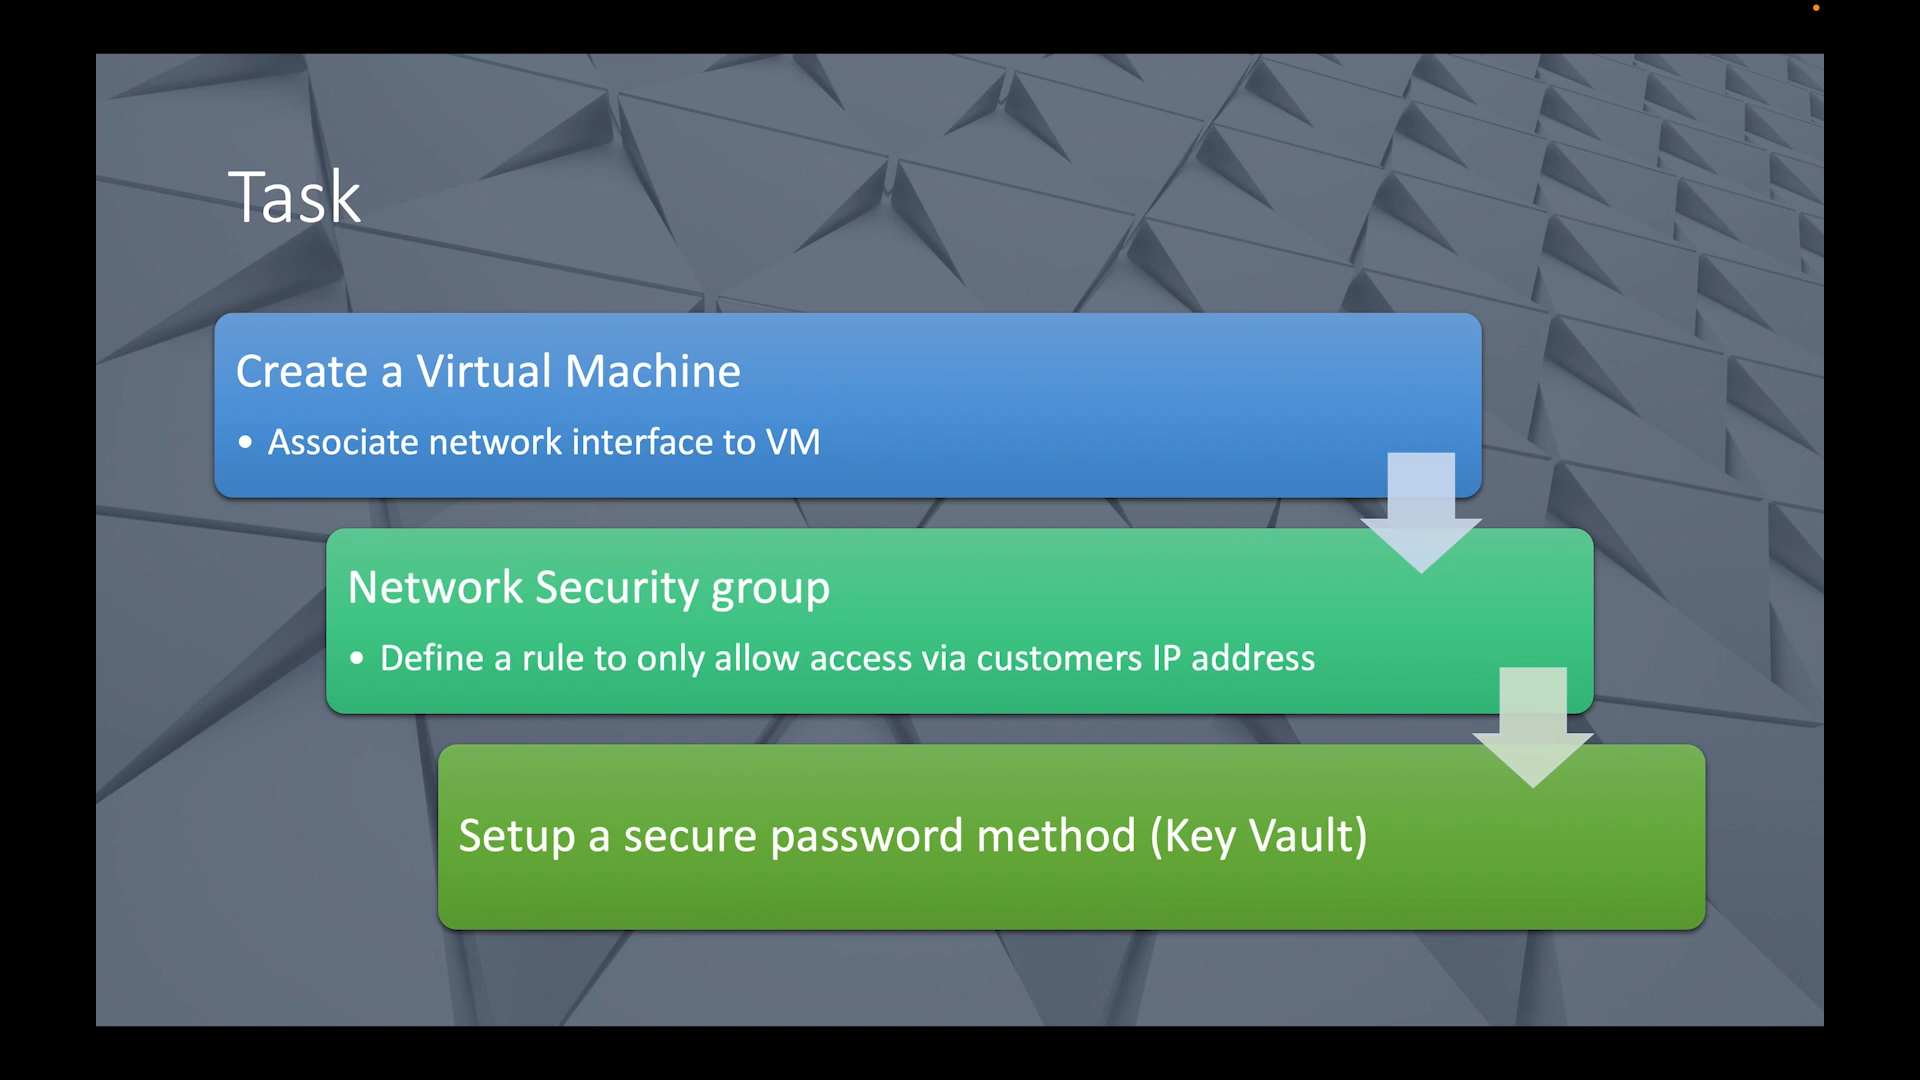 Task
Create a Virtual Machine
• Associate network interface to VM
Network Security group
• Define a rule to only allow access via customers IP address
Setup a secure password method (Key Vault)